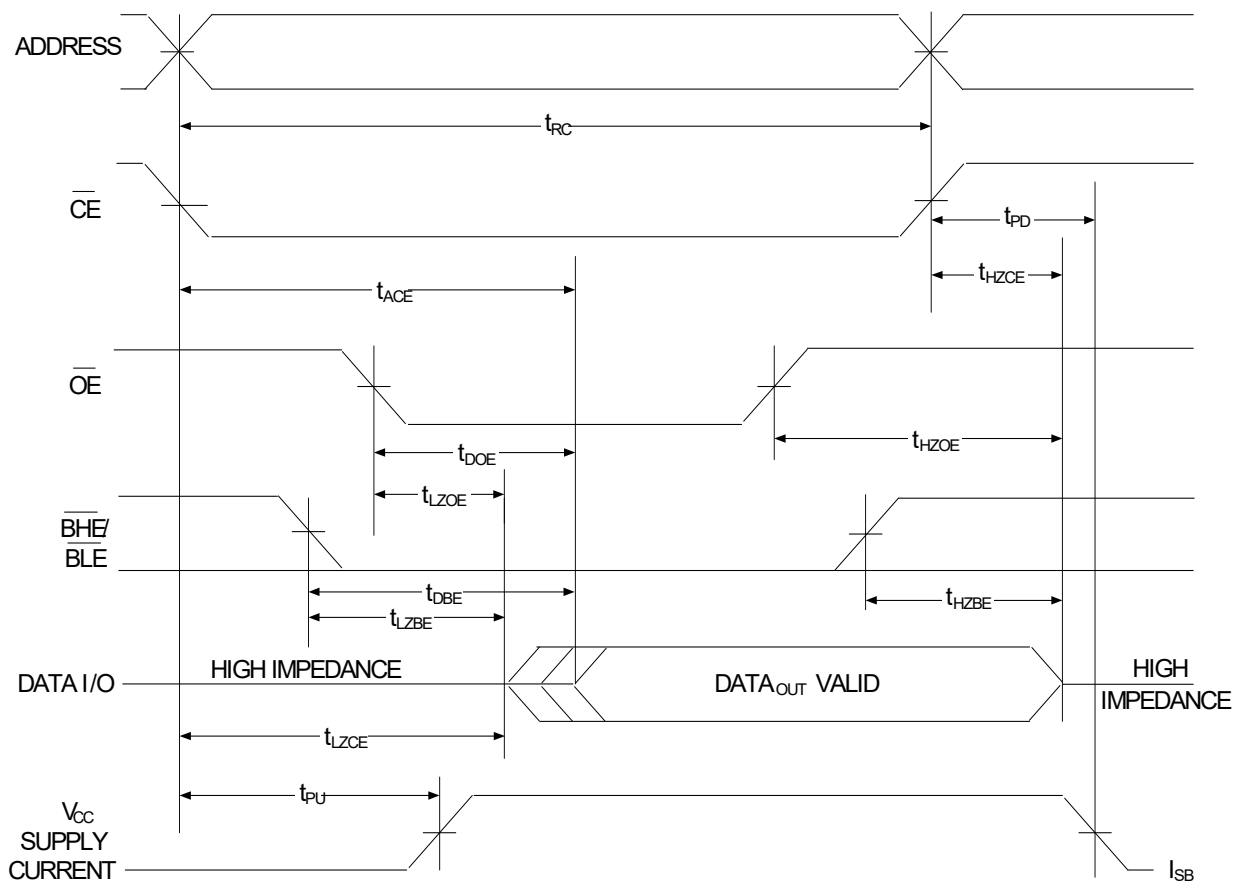 ADDRESS
tRC
CE
tPD
tHZCE
tACE
OE
tHZOE
tDOE
tLZOE
BHE/
BLE
tDBE
tHZBE
tLZBE
HIGH IMPEDANCE
DATA I/O
DATAOUT VALID
HIGH
IMPEDANCE
tLZCE
tPU
VCC
SUPPLY
CURRENT
ISB